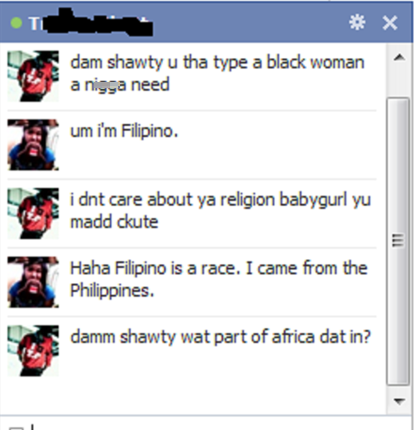 T
dam shawty u tha type a black woman
a nigga need
um i'm Filipino.
i dnt care about ya religion babygurl yu
madd ckute
Haha Filipino is a race. I came from the
Philippines.
damm shawty wat part of africa dat in?